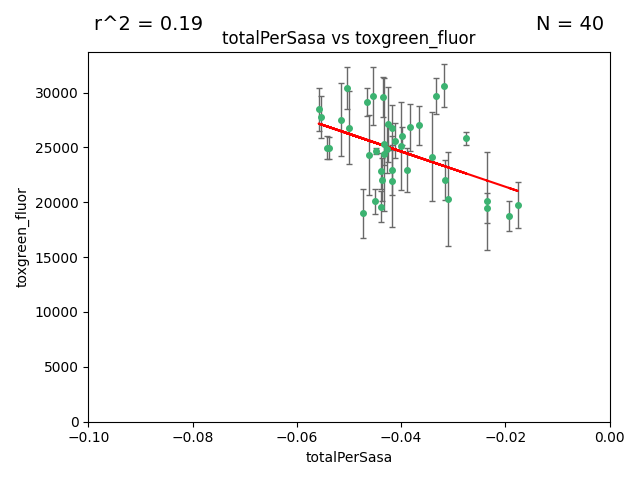 r^2 = 0.19
N = 40
totalPerSasa vs toxgreen_fluor
30000
25000
20000
15000
10000
5000
0
toxgreen_fluor
−0.10
−0.08
−0.06
−0.04
−0.02
0.00
totalPerSasa